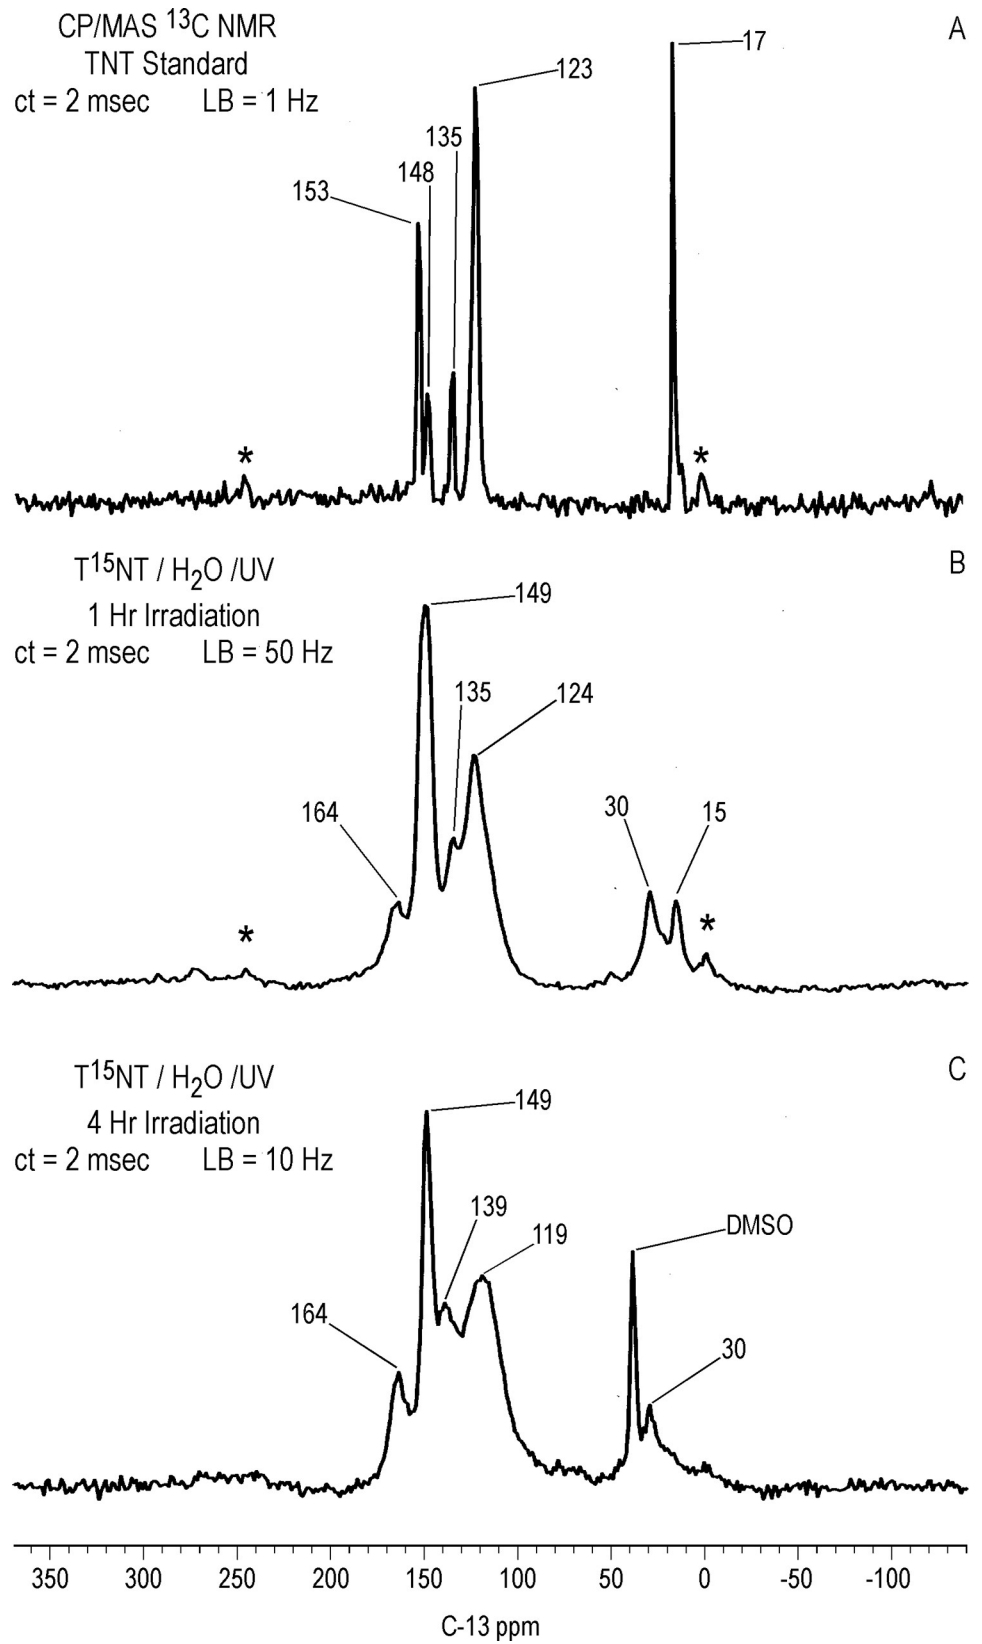 CP/MAS ¹³C NMR
TNT Standard
ct = 2 msec LB = 1 Hz
A
17
123
135
148
153
*
*
T¹⁵NT / H₂O /UV
1 Hr Irradiation
ct = 2 msec LB = 50 Hz
B
149
135
124
164
30
15
*
*
T¹⁵NT / H₂O /UV
4 Hr Irradiation
ct = 2 msec LB = 10 Hz
C
149
139
119
DMSO
164
30
350 300 250 200 150 100 50 0 -50 -100
C-13 ppm